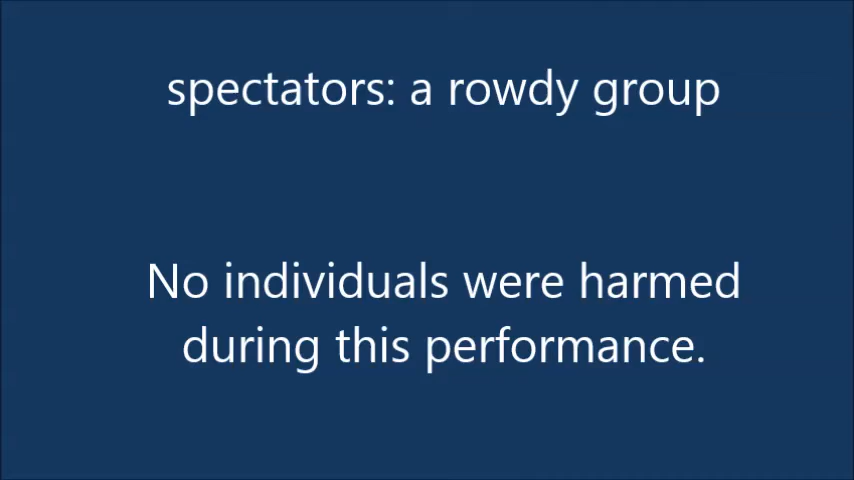 spectators: a rowdy group
No individuals were harmed
during this performance.